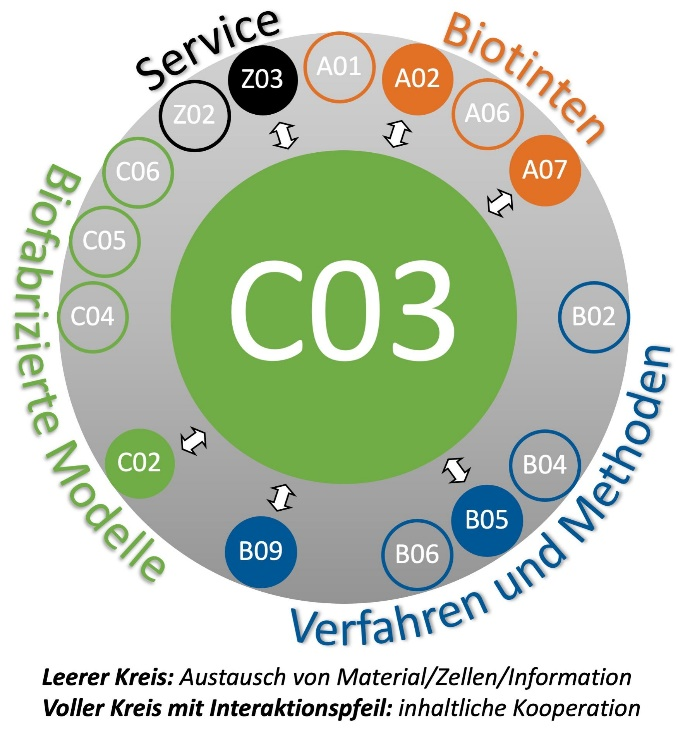 Service
Biotinten
Z03
A01
A02
Z02
A06
C06
A07
C05
C04
C03
B02
Biofabrizierte Modelle
C02
B04
B05
B09
B06
Verfahren und Methoden
Leerer Kreis: Austausch von Material/Zellen/Information
Voller Kreis mit Interaktionspfeil: inhaltliche Kooperation